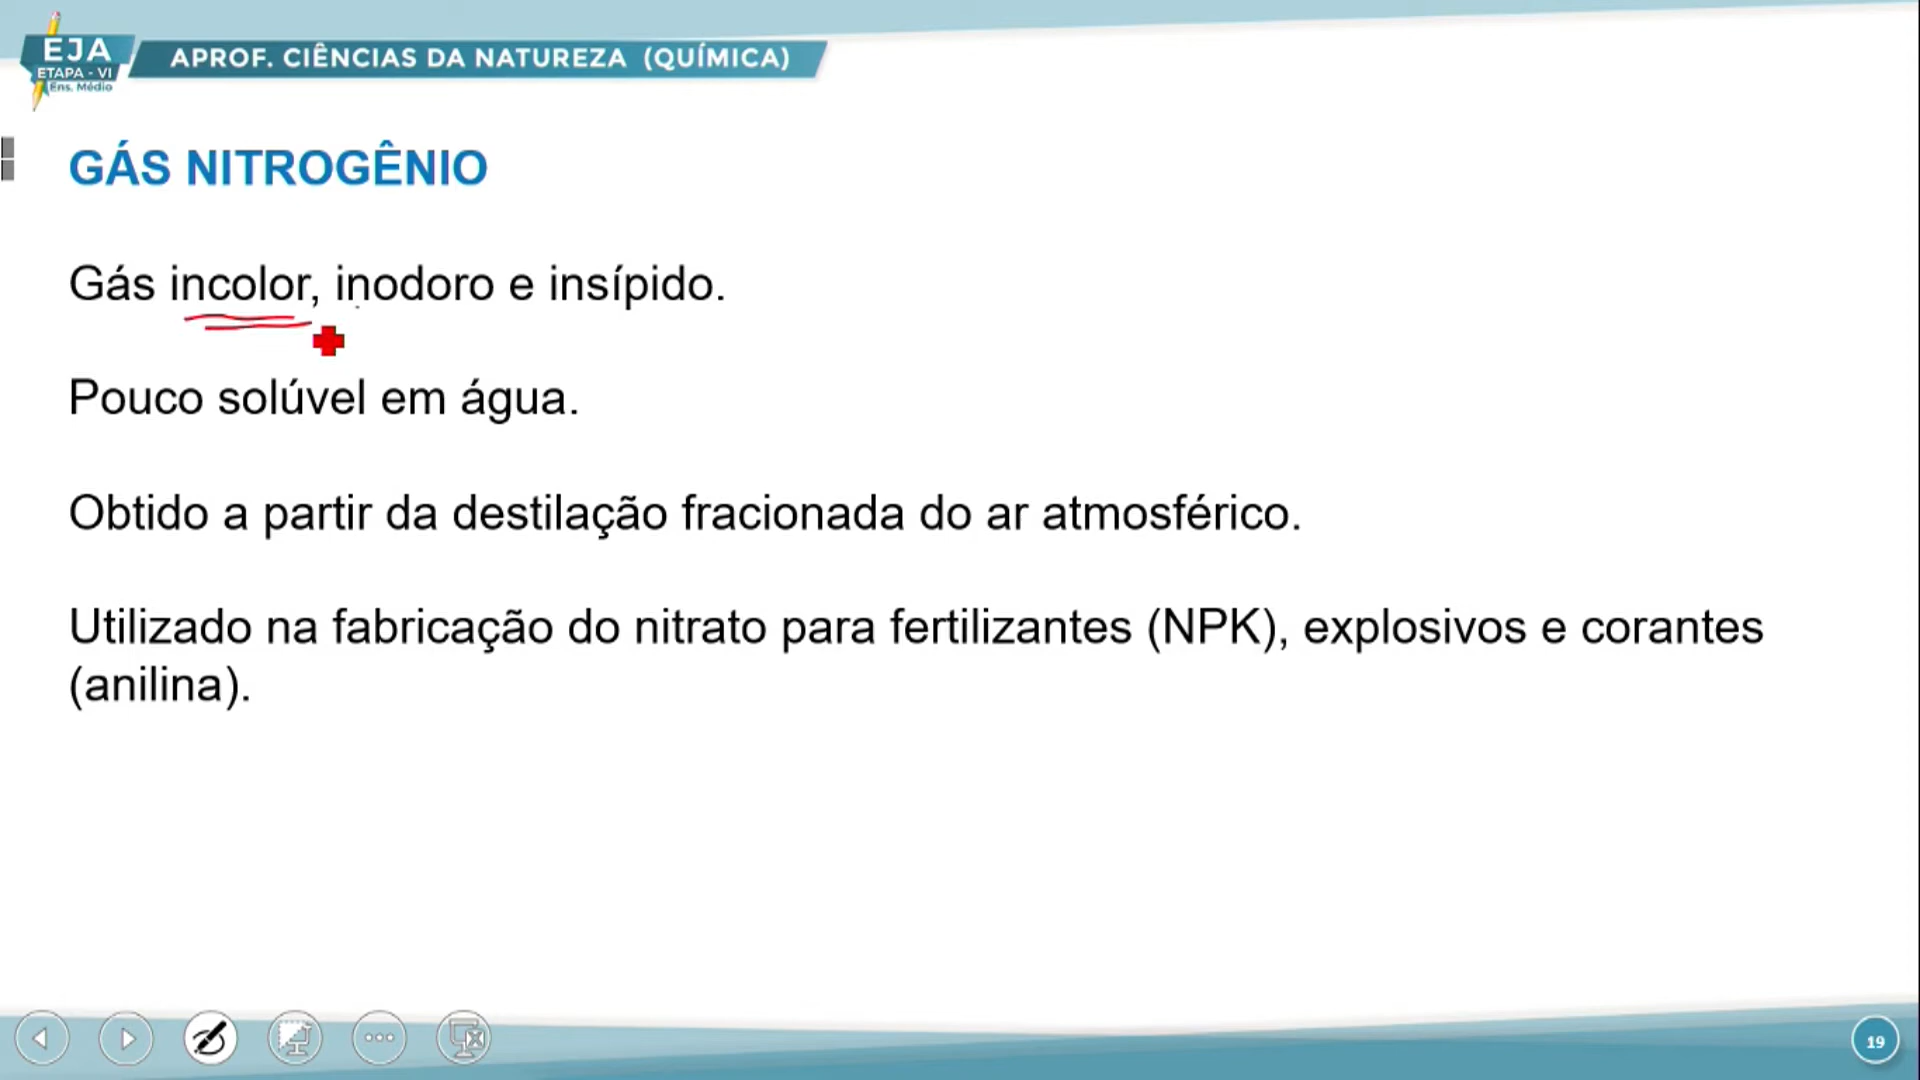 EJA
ETAPA - VI
Ens. Médio
APROF. CIÊNCIAS DA NATUREZA (QUÍMICA)
GÁS NITROGÊNIO
Gás incolor, inodoro e insípido.
Pouco solúvel em água.
Obtido a partir da destilação fracionada do ar atmosférico.
Utilizado na fabricação do nitrato para fertilizantes (NPK), explosivos e corantes
(anilina).
19